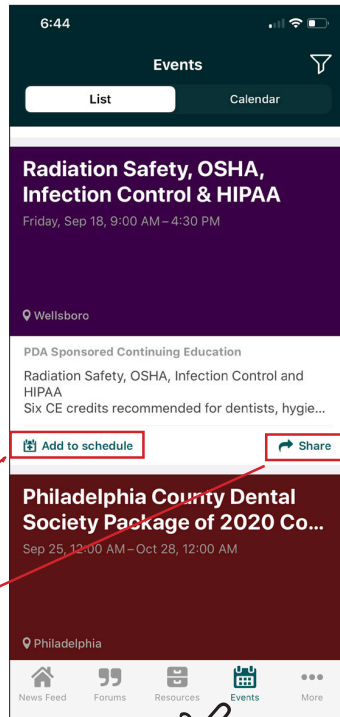 6:44
Events
List
Calendar
Radiation Safety, OSHA,
Infection Control & HIPAA
Friday, Sep 18, 9:00 AM – 4:30 PM
Wellsboro
PDA Sponsored Continuing Education
Radiation Safety, OSHA, Infection Control and
HIPAA
Six CE credits recommended for dentists, hygie...
Add to schedule
Share
Philadelphia County Dental
Society Package of 2020 Co...
Sep 25, 12:00 AM – Oct 28, 12:00 AM
Philadelphia
News Feed
Forums
Resources
Events
More